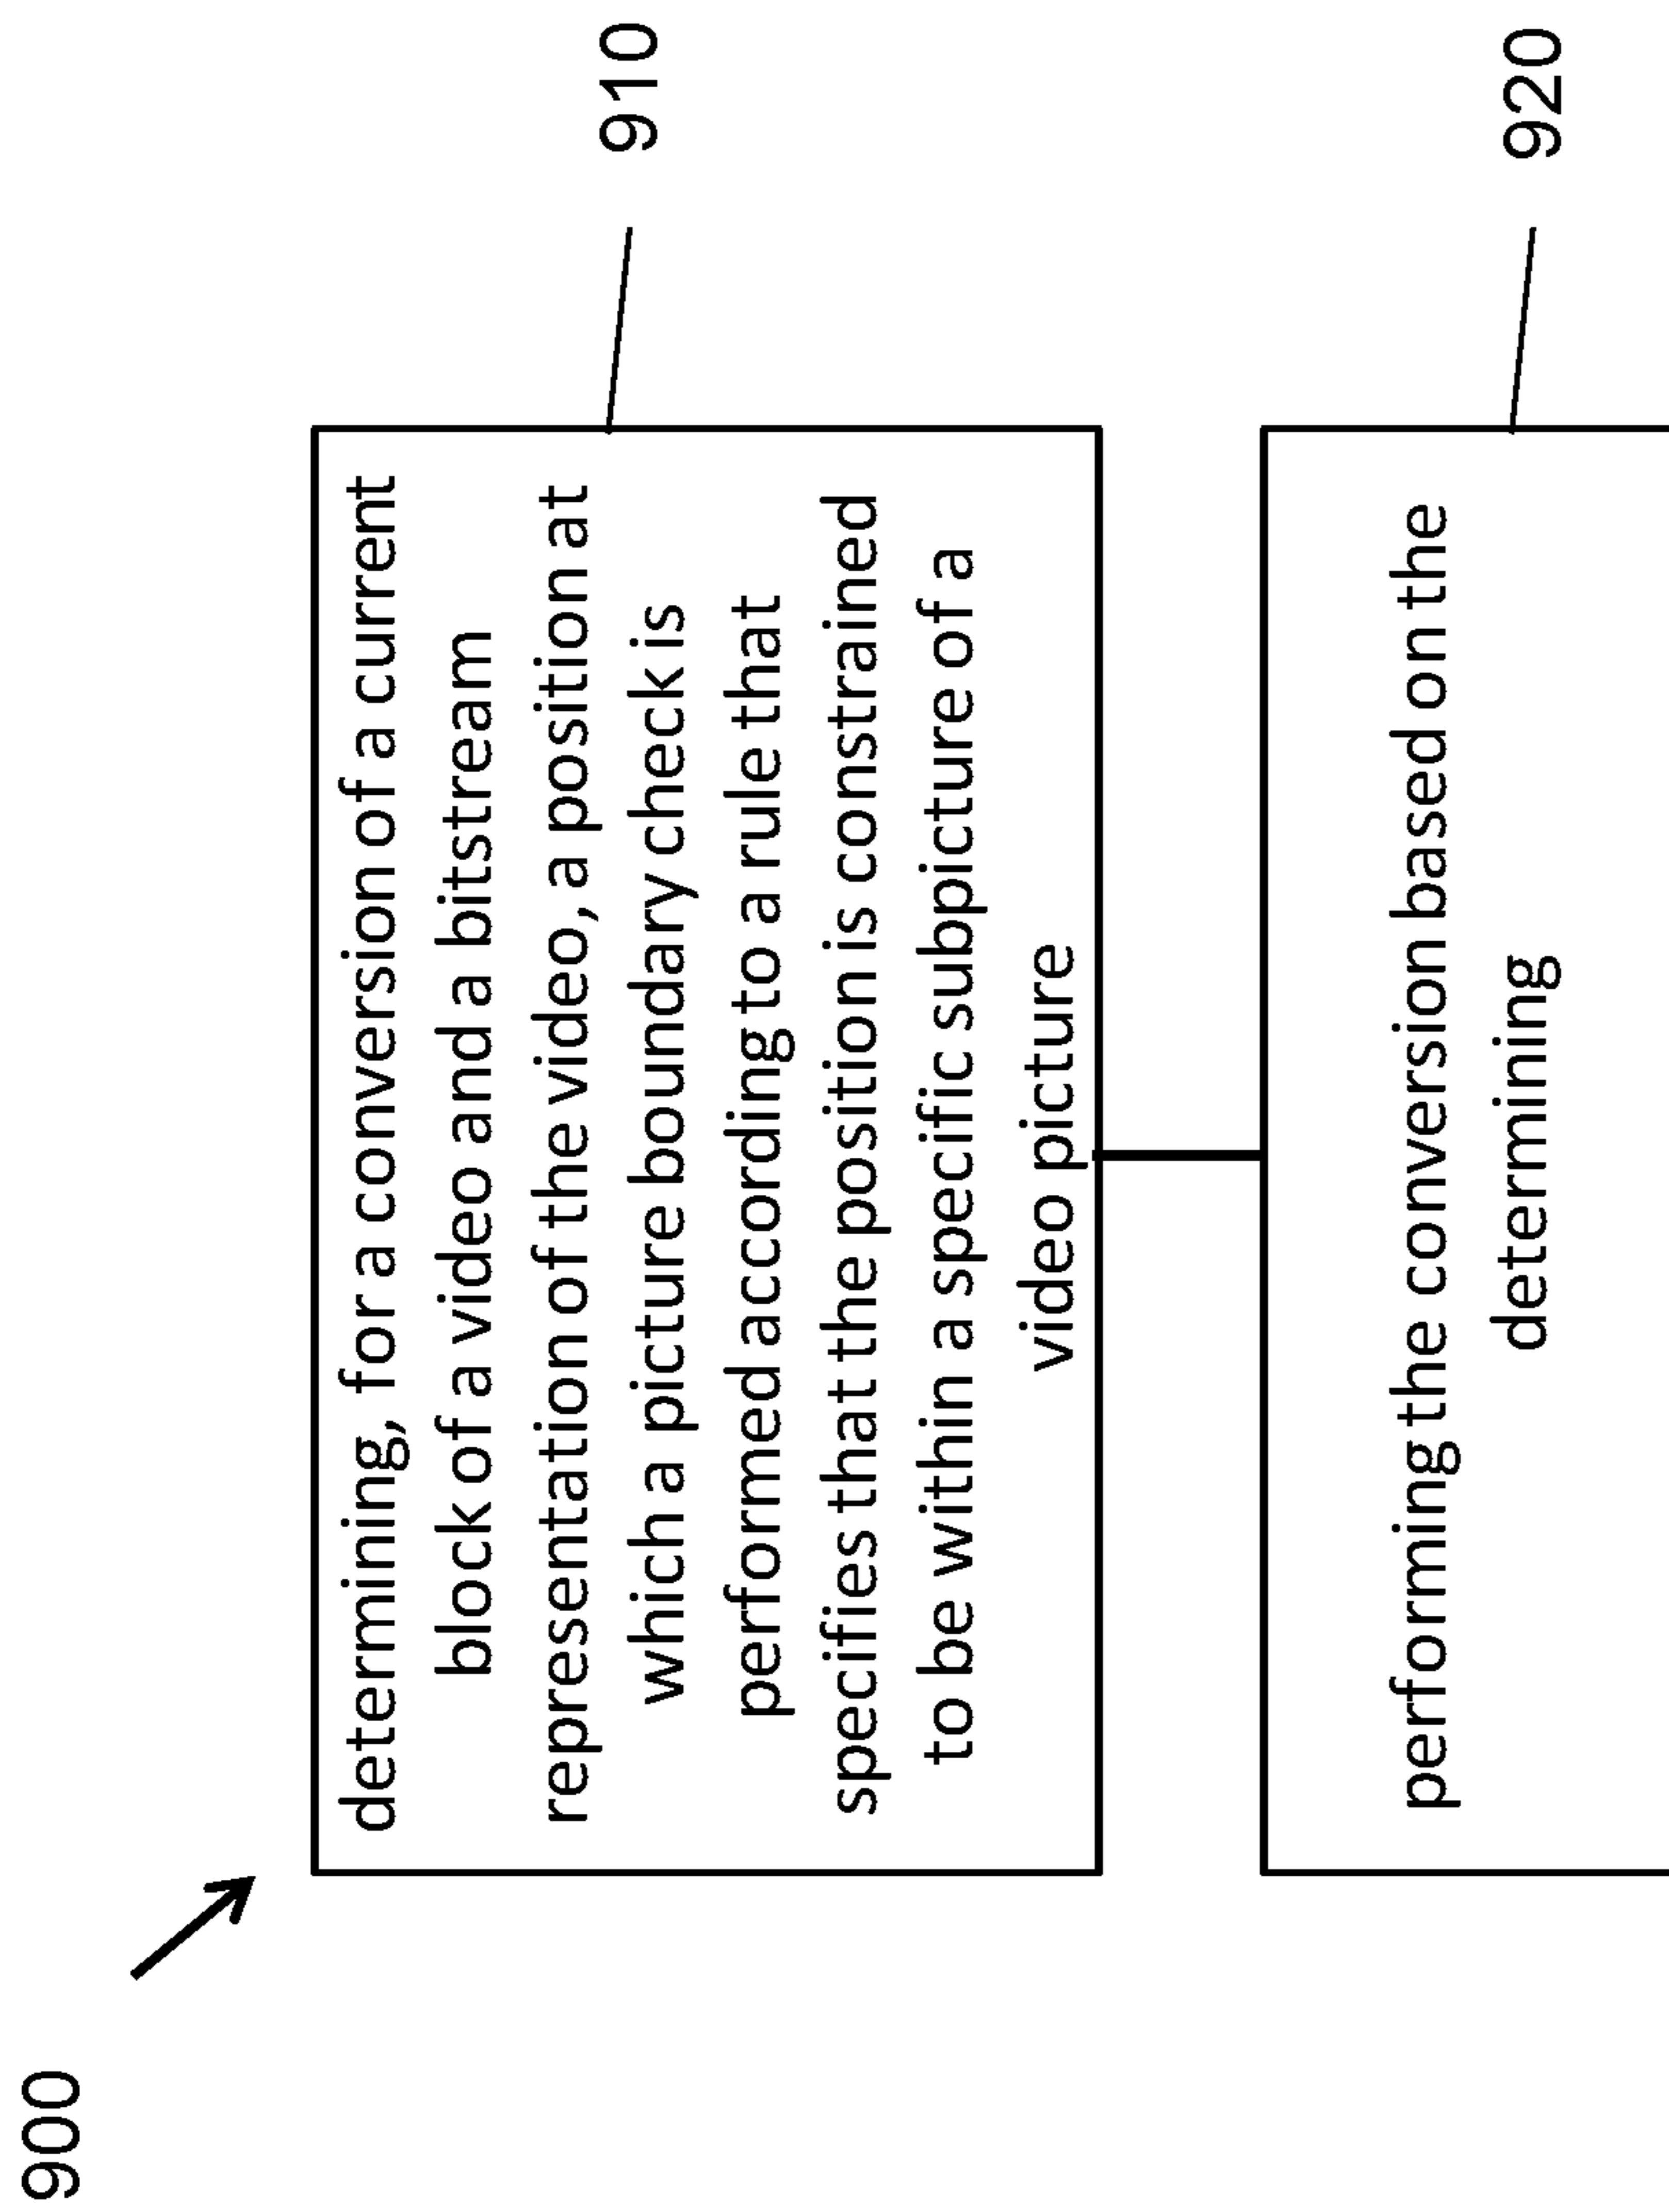 900
determining, for a conversion of a current
block of a video and a bitstream
representation of the video, a position at
which a picture boundary check is
performed according to a rule that
specifies that the position is constrained
to be within a specific subpicture of a
video picture
910
performing the conversion based on the
determining
920